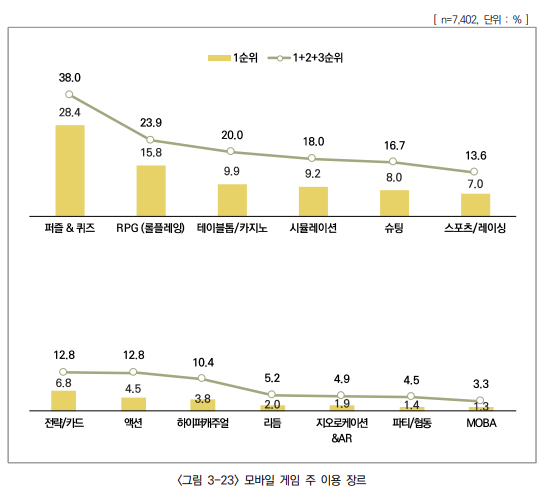 [ n=7,402, 단위 : % ]
1순위 1+2+3순위
38.0 23.9 20.0 18.0 16.7 13.6
28.4 15.8 9.9 9.2 8.0 7.0
퍼즐 & 퀴즈 RPG (롤플레잉) 테이블톱/카지노 시뮬레이션 슈팅 스포츠/레이싱
12.8 12.8 10.4 5.2 4.9 4.5 3.3
6.8 4.5 3.8 2.0 1.9 1.4 1.3
전략/카드 액션 하이퍼캐주얼 리듬 지오로케이션 파티/협동 MOBA
&AR
<그림 3-23> 모바일 게임 주 이용 장르